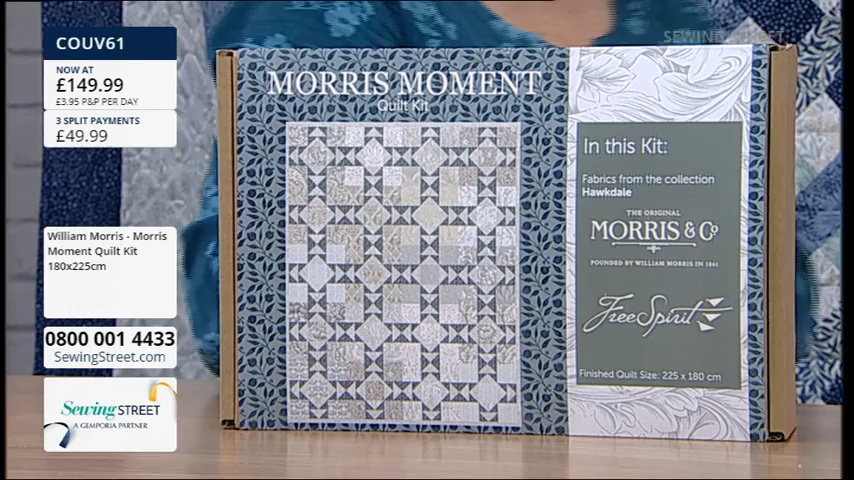 COUV61
NOW AT
£149.99
£3.95 P&P PER DAY
3 SPLIT PAYMENTS
£49.99
William Morris - Morris
Moment Quilt Kit
180x225cm
0800 001 4433
SewingStreet.com
Sewing STREET
A GEMPORIA PARTNER
SEWING STREET
MORRIS MOMENT
Quilt Kit
In this Kit:
Fabrics from the collection
Hawkdale
THE ORIGINAL
MORRIS & Co
FOUNDED BY WILLIAM MORRIS IN 1861
FreeSpirit
Finished Quilt Size: 225 x 180 cm